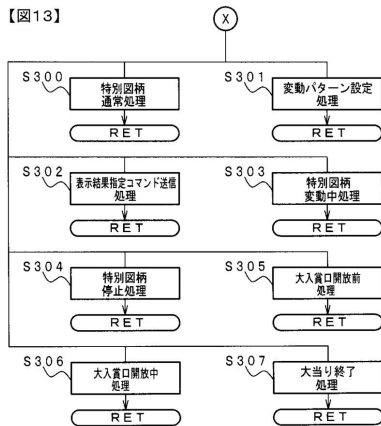 【図13】
X
S300
特別図柄
通常処理
RET
S301
変動パターン設定
処理
RET
S302
表示結果指定コマンド送信
処理
RET
S303
特別図柄
変動中処理
RET
S304
特別図柄
停止処理
RET
S305
大入賞口開放前
処理
RET
S306
大入賞口開放中
処理
RET
S307
大当り終了
処理
RET